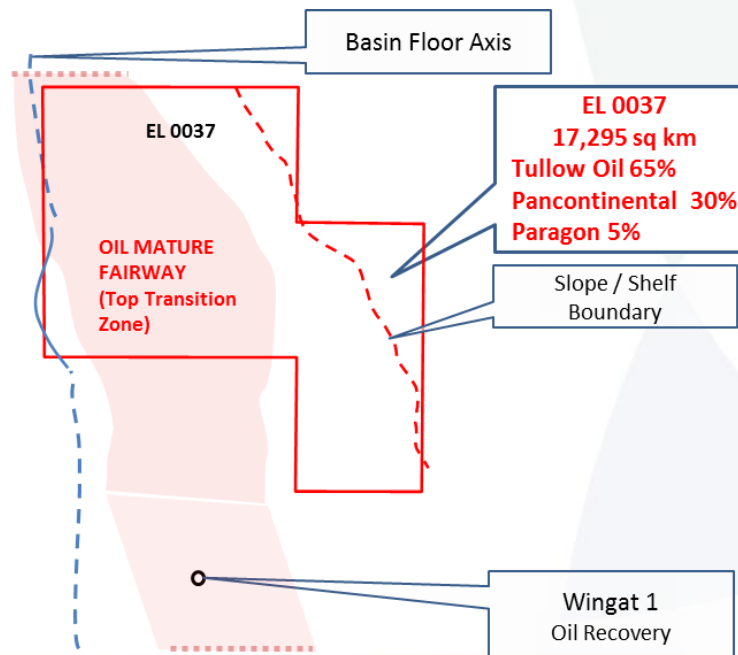 Basin Floor Axis
EL 0037
EL 0037
17,295 sq km
Tullow Oil 65%
Pancontinental 30%
Paragon 5%
OIL MATURE
FAIRWAY
(Top Transition
Zone)
Slope / Shelf
Boundary
Wingat 1
Oil Recovery